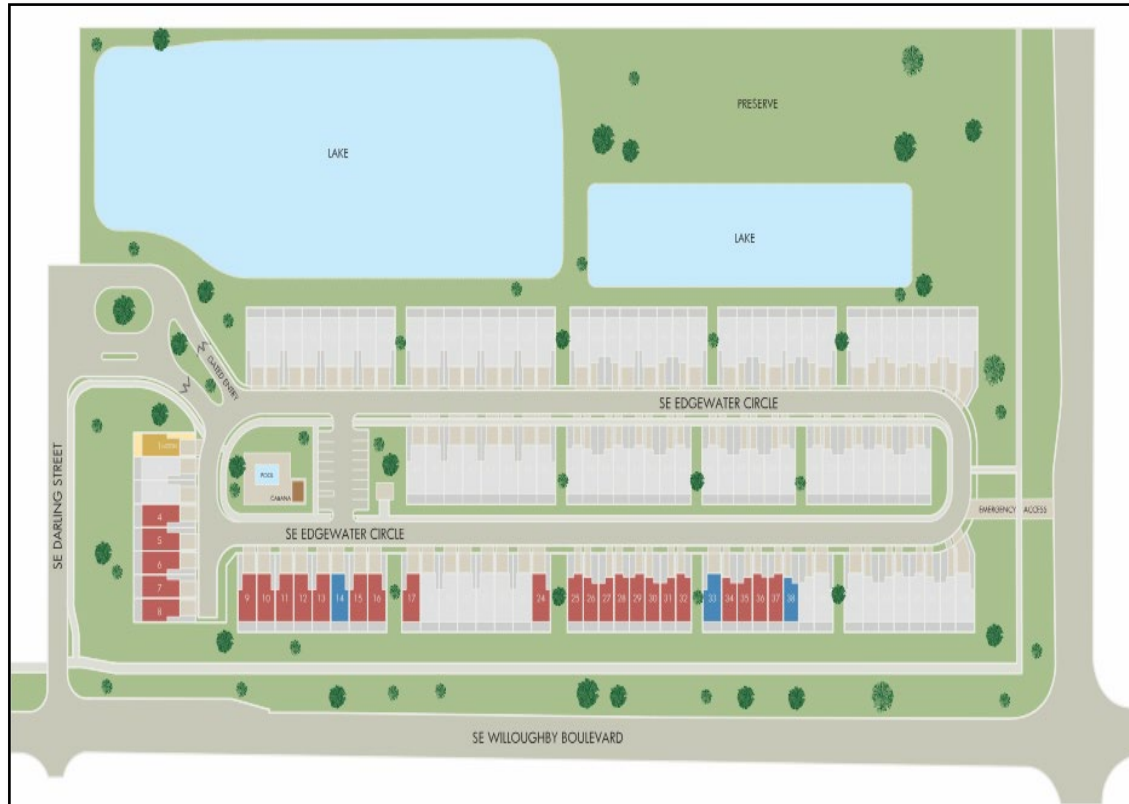 PRESERVE
LAKE
LAKE
GATED ENTRY
SE EDGEWATER CIRCLE
SE DARLING STREET
POOL
CABANA
4
5
6
7
8
SE EDGEWATER CIRCLE
EMERGENCY ACCESS
9 10 11 12 13 14 15 16 17 24 25 26 27 28 29 30 31 32 33 34 35 36 37 38
SE WILLOUGHBY BOULEVARD